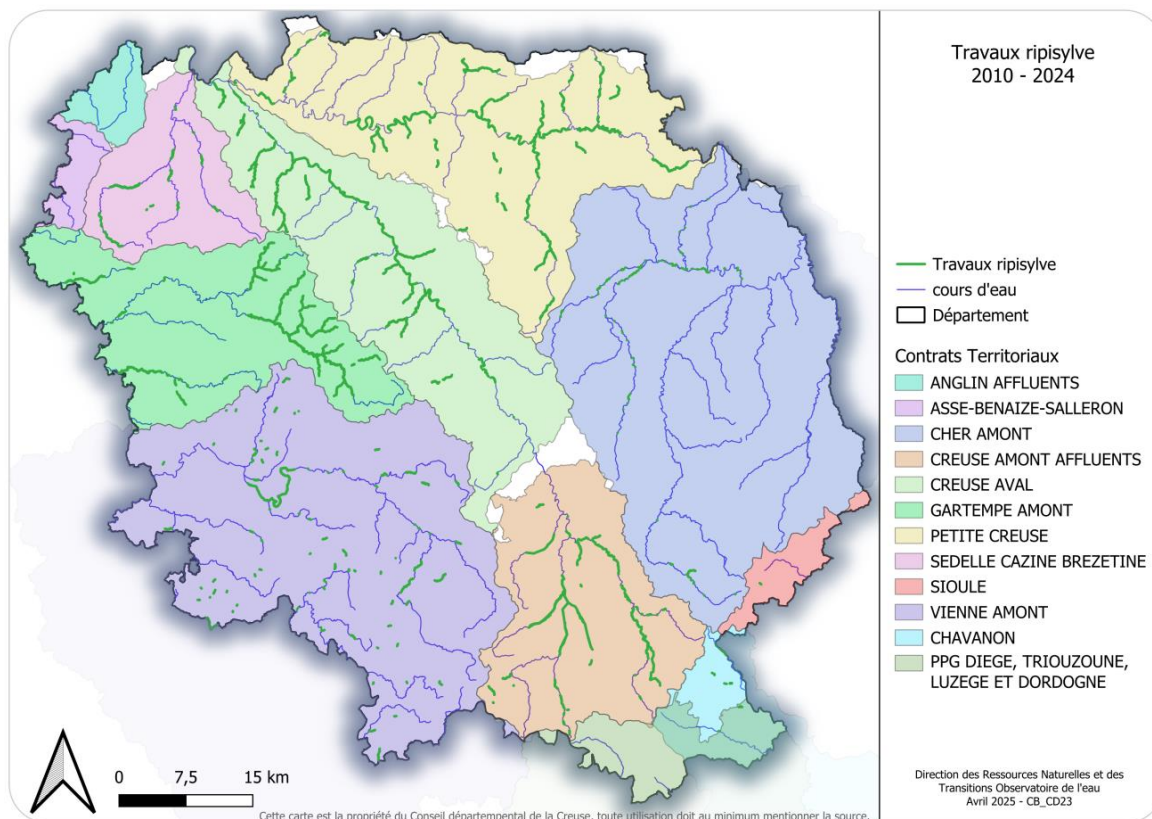 Travaux ripisylve
2010 - 2024
Travaux ripisylve
cours d'eau
Département
Contrats Territoriaux
ANGLIN AFFLUENTS
ASSE-BENAIZE-SALLERON
CHER AMONT
CREUSE AMONT AFFLUENTS
CREUSE AVAL
GARTEMPE AMONT
PETITE CREUSE
SEDELLE CAZINE BREZETINE
SIOULE
VIENNE AMONT
CHAVANON
PPG DIEGE, TRIOUZOUNE,
LUZEGE ET DORDOGNE
0 7,5 15 km
Direction des Ressources Naturelles et des
Transitions Observatoire de l'eau
Avril 2025 - CB_CD23
Cette carte est la propriété du Conseil départempental de la Creuse, toute utilisation doit au minimum mentionner la source.